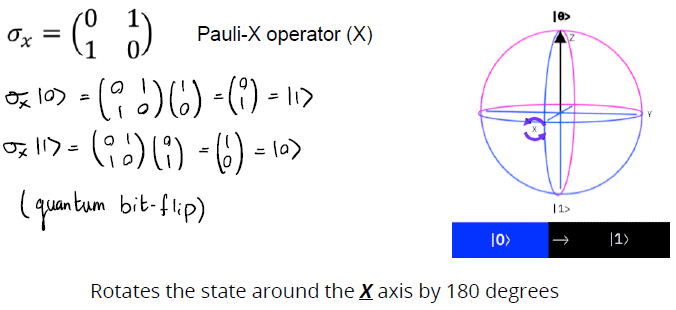 σₓ = (0 1
1 0) Pauli-X operator (X)
σₓ |0> = (0 1
1 0)(1
0) = (0
1) = |1>
σₓ |1> = (0 1
1 0)(0
1) = (1
0) = |0>
(quantum bit-flip)
|0>
Z
Y
X
|1>
|0⟩ → |1⟩
Rotates the state around the X axis by 180 degrees